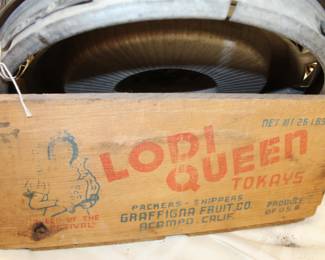 NET WT 26 LBS
LODI
QUEEN
TOKAYS
PACKERS - SHIPPERS
GRAFFIGNA FRUIT CO.
ACAMPO, CALIF.
PRODUCE
OF U.S.A.
QUEEN OF THE
FESTIVAL